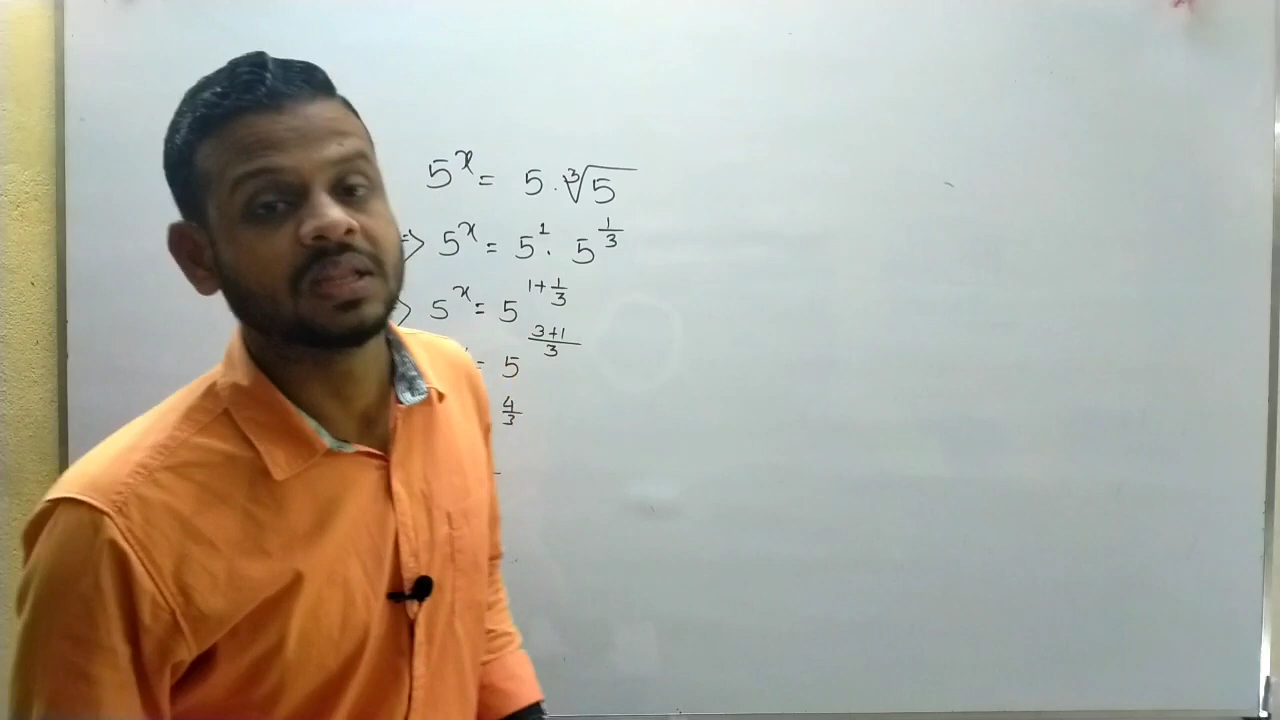 5^x = 5 . ∛5
=> 5^x = 5^1 . 5^(1/3)
> 5^x = 5^(1+1/3)
= 5^((3+1)/3)
4/3